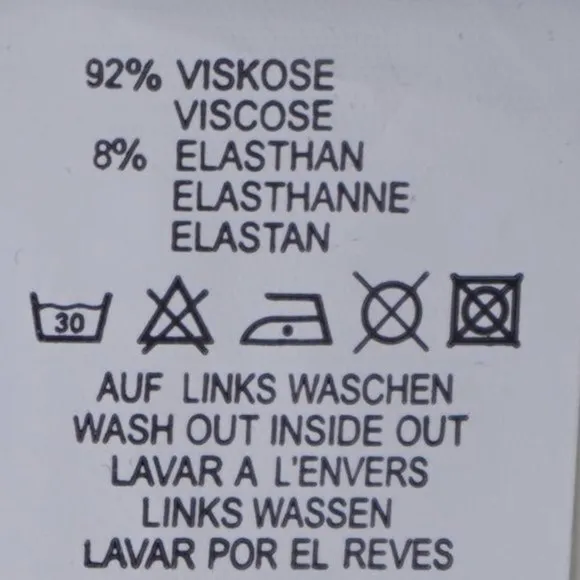 92% VISKOSE
VISCOSE
8% ELASTHAN
ELASTHANNE
ELASTAN
30
AUF LINKS WASCHEN
WASH OUT INSIDE OUT
LAVAR A L'ENVERS
LINKS WASSEN
LAVAR POR EL REVES